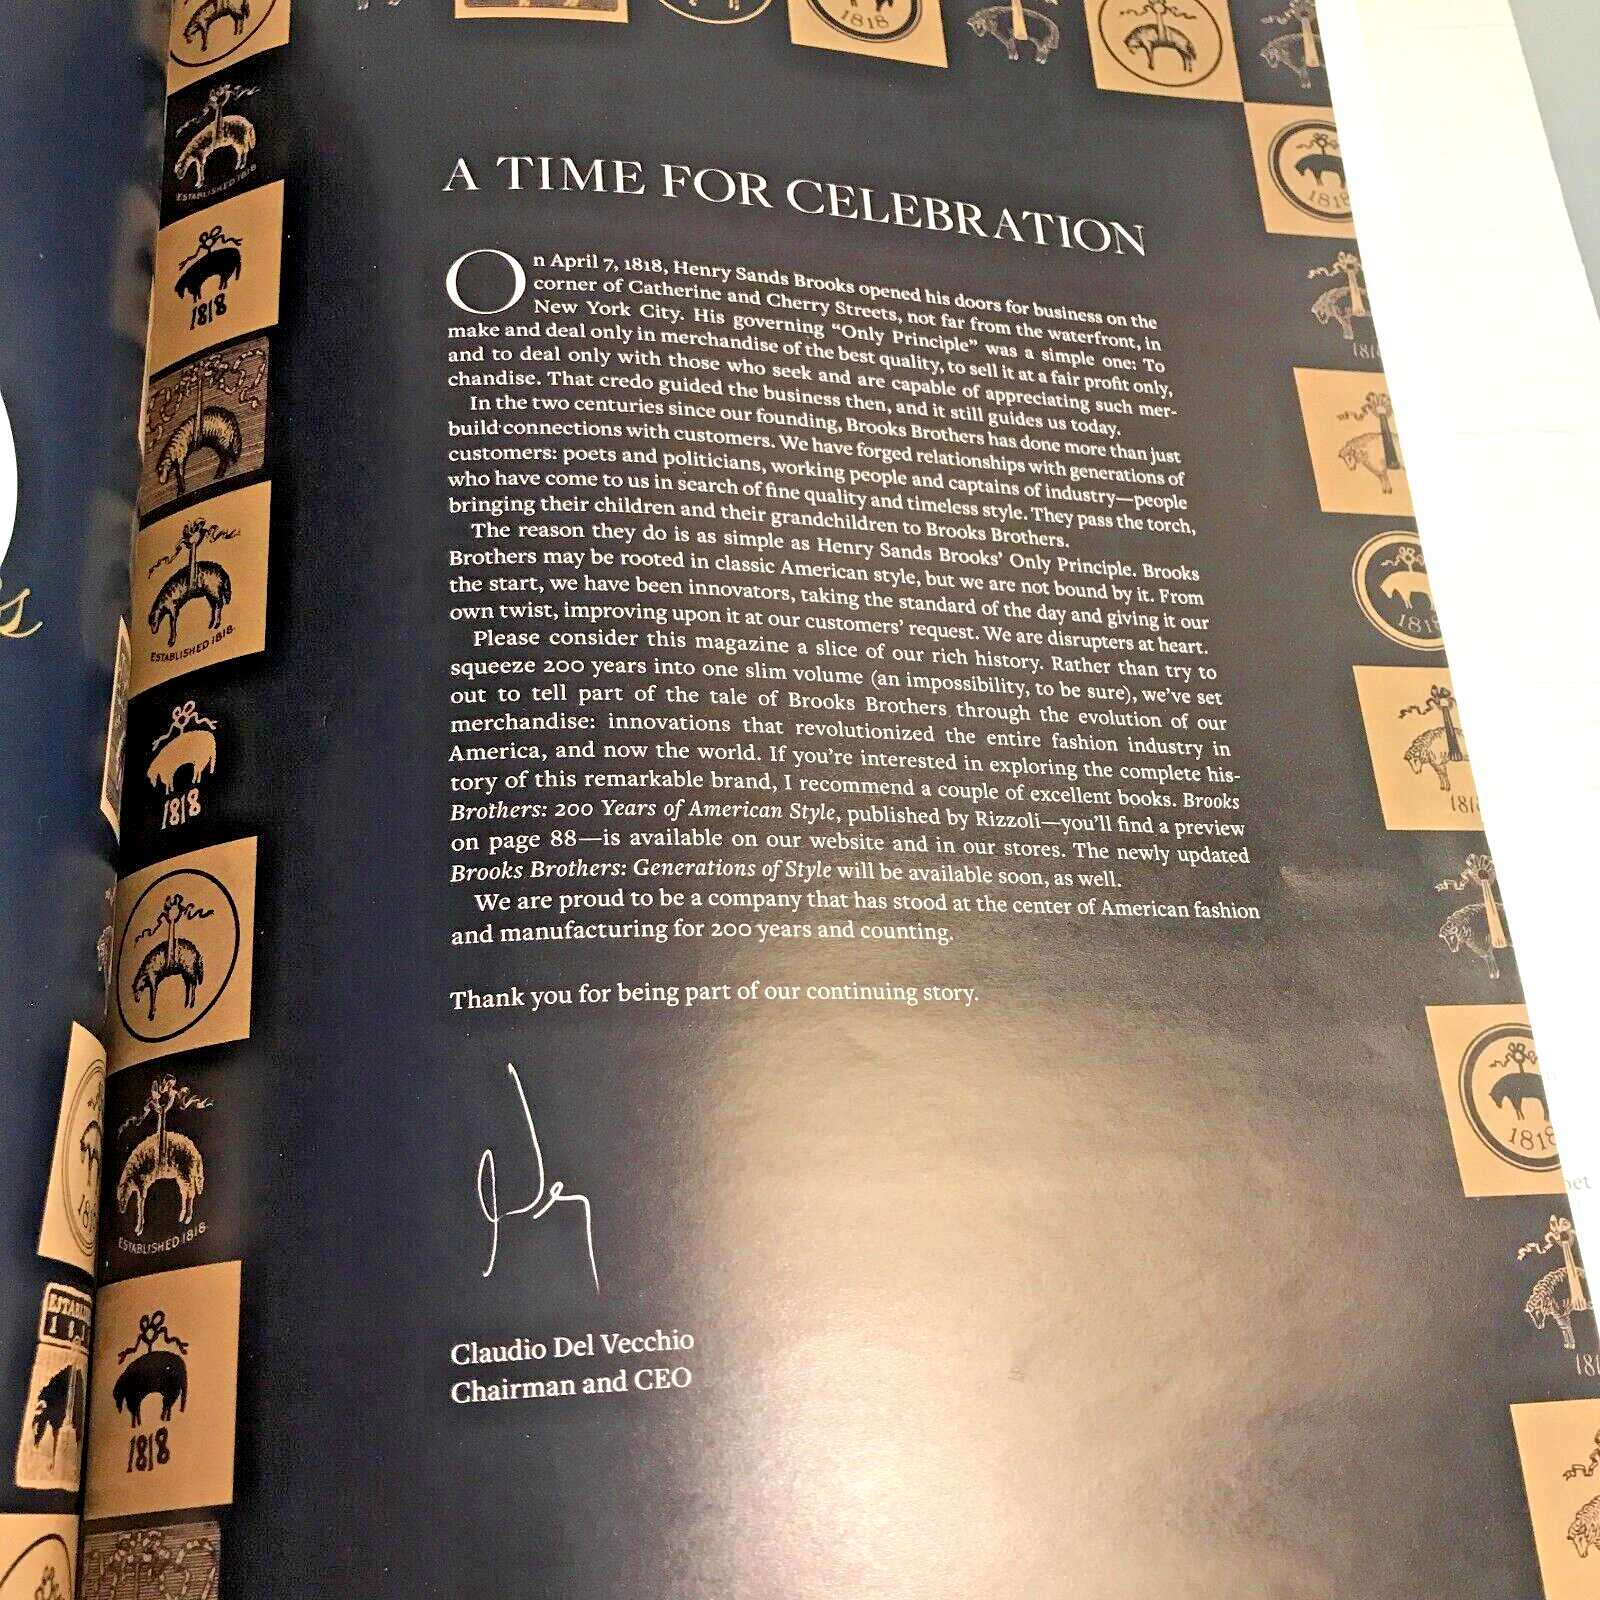 1818
1818
ESTABLISHED 1818
1818
1818
A TIME FOR CELEBRATION
On April 7, 1818, Henry Sands Brooks opened his doors for business on the
corner of Catherine and Cherry Streets, not far from the waterfront, in
New York City. His governing “Only Principle” was a simple one: To
make and deal only in merchandise of the best quality, to sell it at a fair profit only,
and to deal only with those who seek and are capable of appreciating such mer-
chandise. That credo guided the business then, and it still guides us today.
In the two centuries since our founding, Brooks Brothers has done more than just
build connections with customers. We have forged relationships with generations of
customers: poets and politicians, working people and captains of industry—people
who have come to us in search of fine quality and timeless style. They pass the torch,
bringing their children and their grandchildren to Brooks Brothers.
The reason they do is as simple as Henry Sands Brooks’ Only Principle. Brooks
Brothers may be rooted in classic American style, but we are not bound by it. From
the start, we have been innovators, taking the standard of the day and giving it our
own twist, improving upon it at our customers’ request. We are disrupters at heart.
Please consider this magazine a slice of our rich history. Rather than try to
squeeze 200 years into one slim volume (an impossibility, to be sure), we’ve set
out to tell part of the tale of Brooks Brothers through the evolution of our
merchandise: innovations that revolutionized the entire fashion industry in
America, and now the world. If you’re interested in exploring the complete his-
tory of this remarkable brand, I recommend a couple of excellent books. Brooks
Brothers: 200 Years of American Style, published by Rizzoli—you’ll find a preview
on page 88—is available on our website and in our stores. The newly updated
Brooks Brothers: Generations of Style will be available soon, as well.
We are proud to be a company that has stood at the center of American fashion
and manufacturing for 200 years and counting.
Thank you for being part of our continuing story.
Claudio Del Vecchio
Chairman and CEO
ESTABLISHED 1818
1818
ESTABLISHED 1818
1818
1818